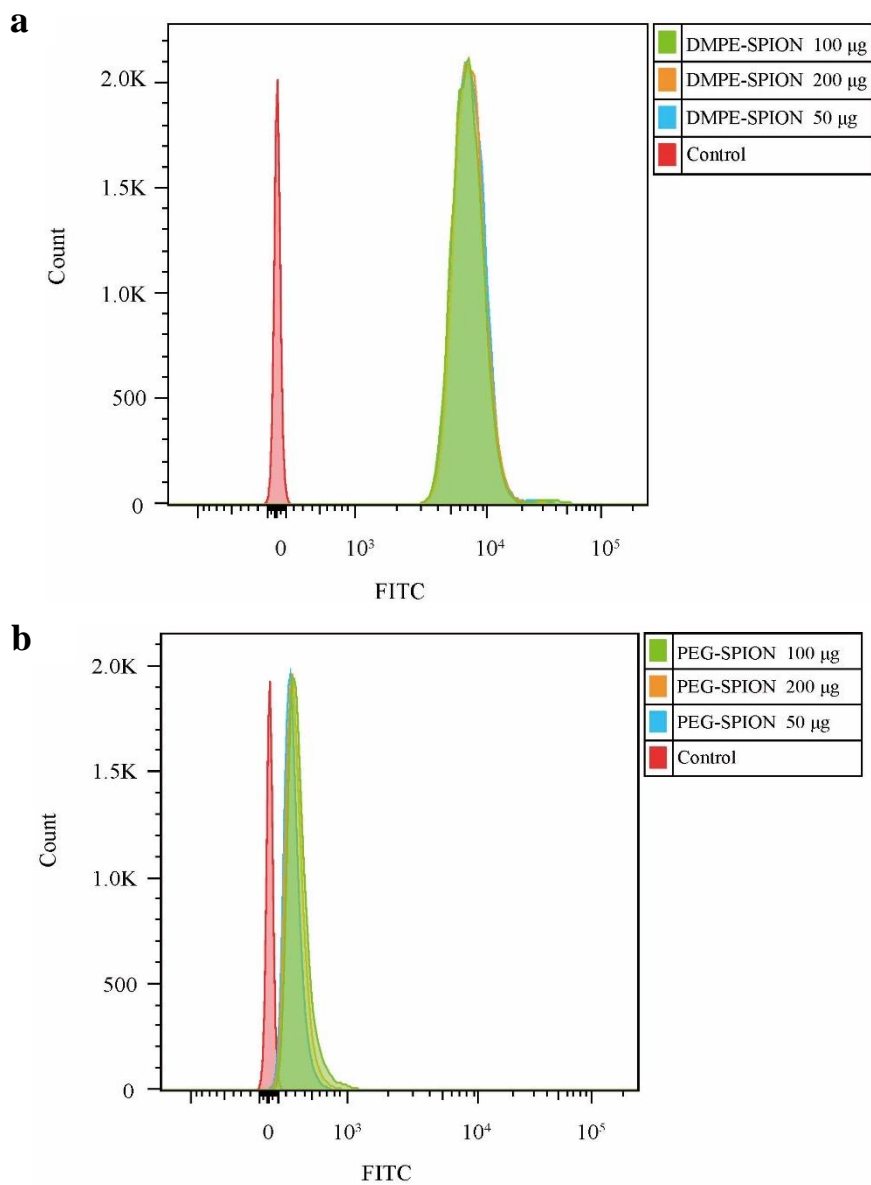 a
DMPE-SPION 100 μg
DMPE-SPION 200 μg
DMPE-SPION 50 μg
Control
2.0K
1.5K
1.0K
500
0
Count
0 10³ 10⁴ 10⁵
FITC
b
PEG-SPION 100 μg
PEG-SPION 200 μg
PEG-SPION 50 μg
Control
2.0K
1.5K
1.0K
500
0
Count
0 10³ 10⁴ 10⁵
FITC